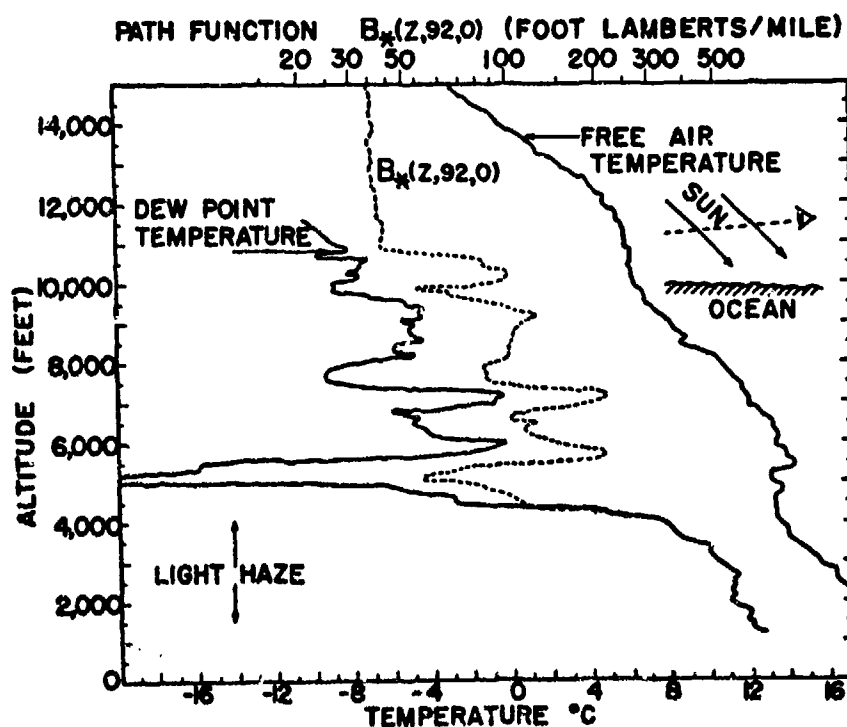 PATH FUNCTION B*(Z,92,0) (FOOT LAMBERTS/MILE)
20 30 50 100 200 300 500
14,000
12,000
10,000
8,000
6,000
4,000
2,000
0
ALTITUDE (FEET)
FREE AIR
TEMPERATURE
B*(Z,92,0)
DEW POINT
TEMPERATURE
SUN
OCEAN
LIGHT HAZE
-16 -12 -8 -4 0 4 8 12 16
TEMPERATURE °C